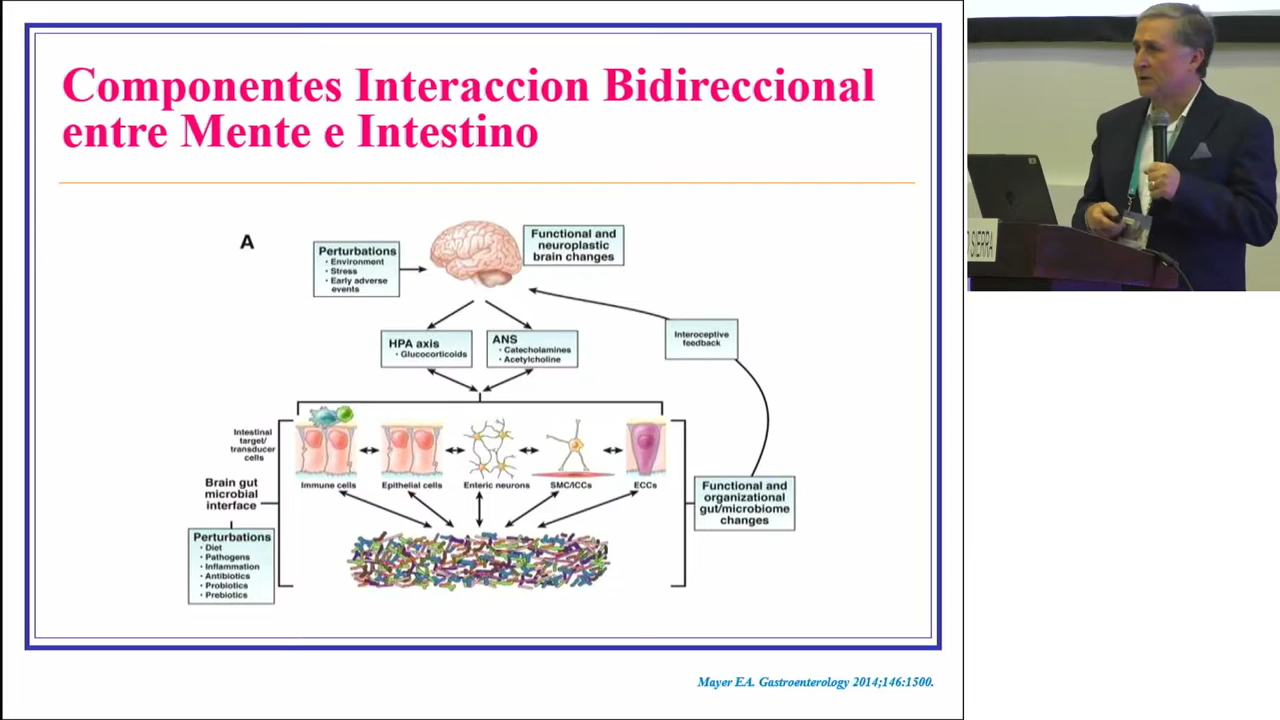 Componentes Interaccion Bidireccional
entre Mente e Intestino
A
Perturbations
• Environment
• Stress
• Early adverse
events
Functional and
neuroplastic
brain changes
HPA axis
• Glucocorticoids
ANS
• Catecholamines
• Acetylcholine
Interoceptive
feedback
Intestinal
target/
transducer
cells
Immune cells
Epithelial cells
Enteric neurons
SMC/ICCs
ECCs
Brain gut
microbial
interface
Perturbations
• Diet
• Pathogens
• Inflammation
• Antibiotics
• Probiotics
• Prebiotics
Functional and
organizational
gut/microbiome
changes
Mayer EA. Gastroenterology 2014;146:1500.
SIERRA